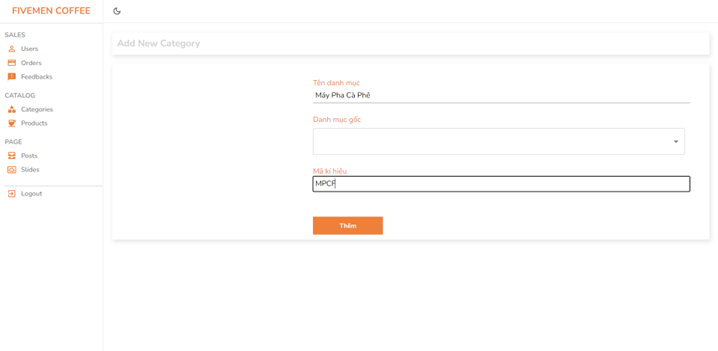 FIVEMEN COFFEE
SALES
Users
Orders
Feedbacks
CATALOG
Categories
Products
PAGE
Posts
Slides
Logout
Add New Category
Tên danh mục
Máy Pha Cà Phê
Danh mục gốc
Mã kí hiệu
MPCF
Thêm